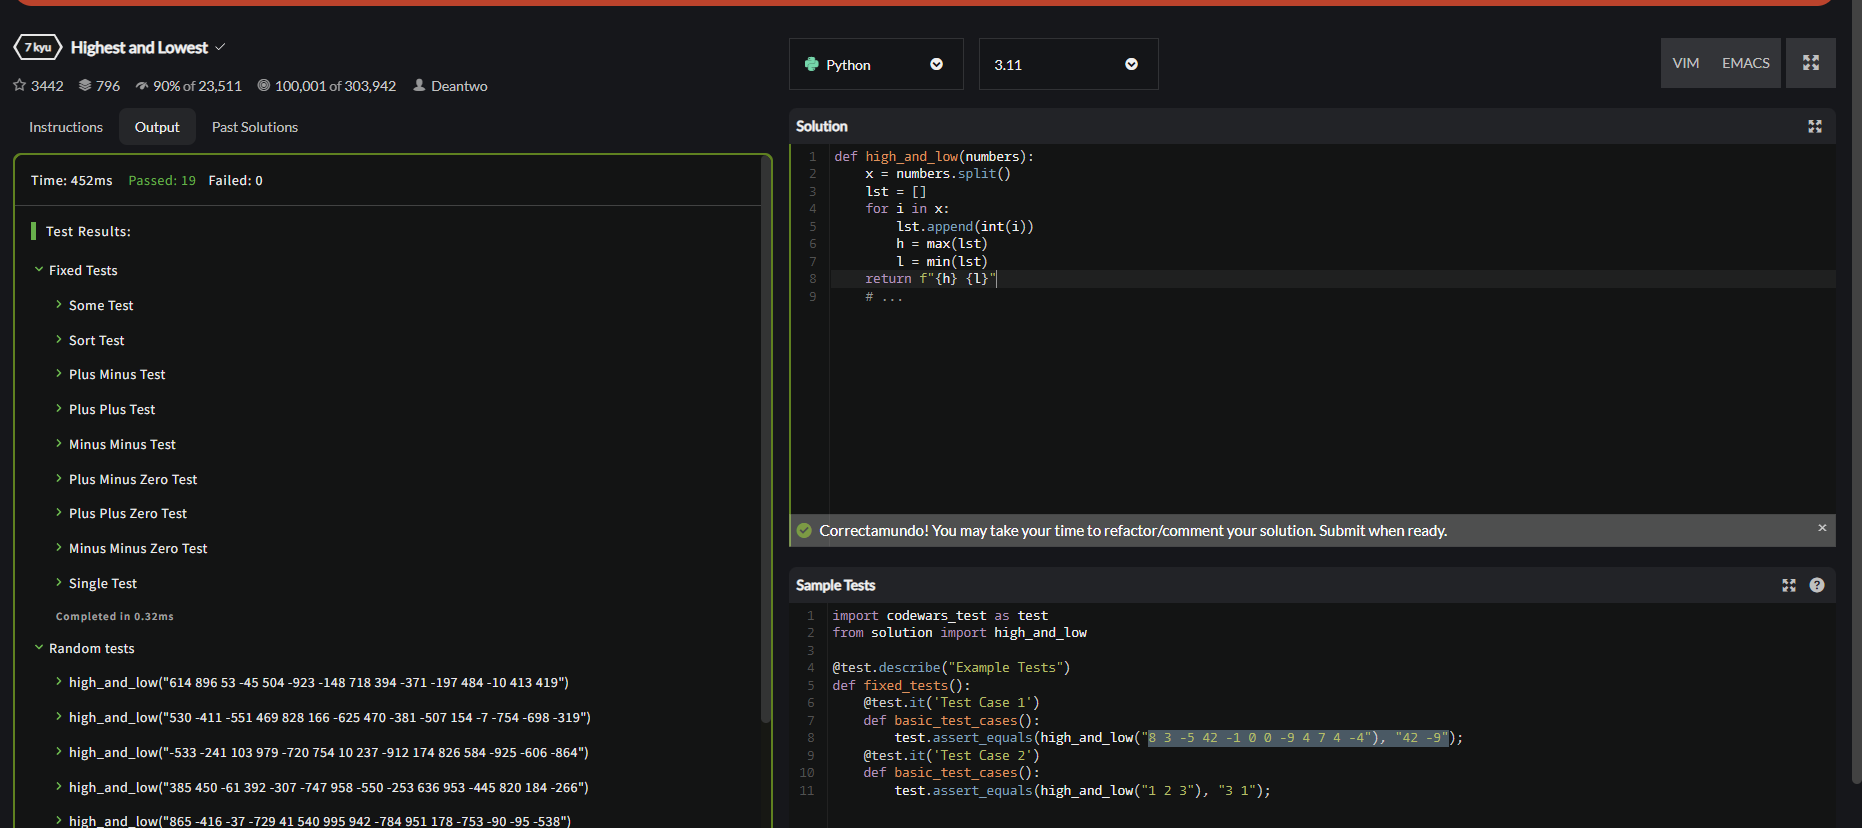 7 kyu Highest and Lowest
3442 796 90% of 23,511 100,001 of 303,942 Deantwo
Instructions Output Past Solutions
Time: 452ms Passed: 19 Failed: 0
Test Results:
Fixed Tests
Some Test
Sort Test
Plus Minus Test
Plus Plus Test
Minus Minus Test
Plus Minus Zero Test
Plus Plus Zero Test
Minus Minus Zero Test
Single Test
Completed in 0.32ms
Random tests
high_and_low("614 896 53 -45 504 -923 -148 718 394 -371 -197 484 -10 413 419")
high_and_low("530 -411 -551 469 828 166 -625 470 -381 -507 154 -7 -754 -698 -319")
high_and_low("-533 -241 103 979 -720 754 10 237 -912 174 826 584 -925 -606 -864")
high_and_low("385 450 -61 392 -307 -747 958 -550 -253 636 953 -445 820 184 -266")
high_and_low("865 -416 -37 -729 41 540 995 942 -784 951 178 -753 -90 -95 -538")
Python 3.11 VIM EMACS
Solution
1 def high_and_low(numbers):
2     x = numbers.split()
3     lst = []
4     for i in x:
5         lst.append(int(i))
6         h = max(lst)
7         l = min(lst)
8     return f"{h} {l}"
9     # ...
Correctamundo! You may take your time to refactor/comment your solution. Submit when ready. ×
Sample Tests ?
1 import codewars_test as test
2 from solution import high_and_low
3
4 @test.describe("Example Tests")
5 def fixed_tests():
6     @test.it('Test Case 1')
7     def basic_test_cases():
8         test.assert_equals(high_and_low("8 3 -5 42 -1 0 0 -9 4 7 4 -4"), "42 -9");
9     @test.it('Test Case 2')
10     def basic_test_cases():
11         test.assert_equals(high_and_low("1 2 3"), "3 1");